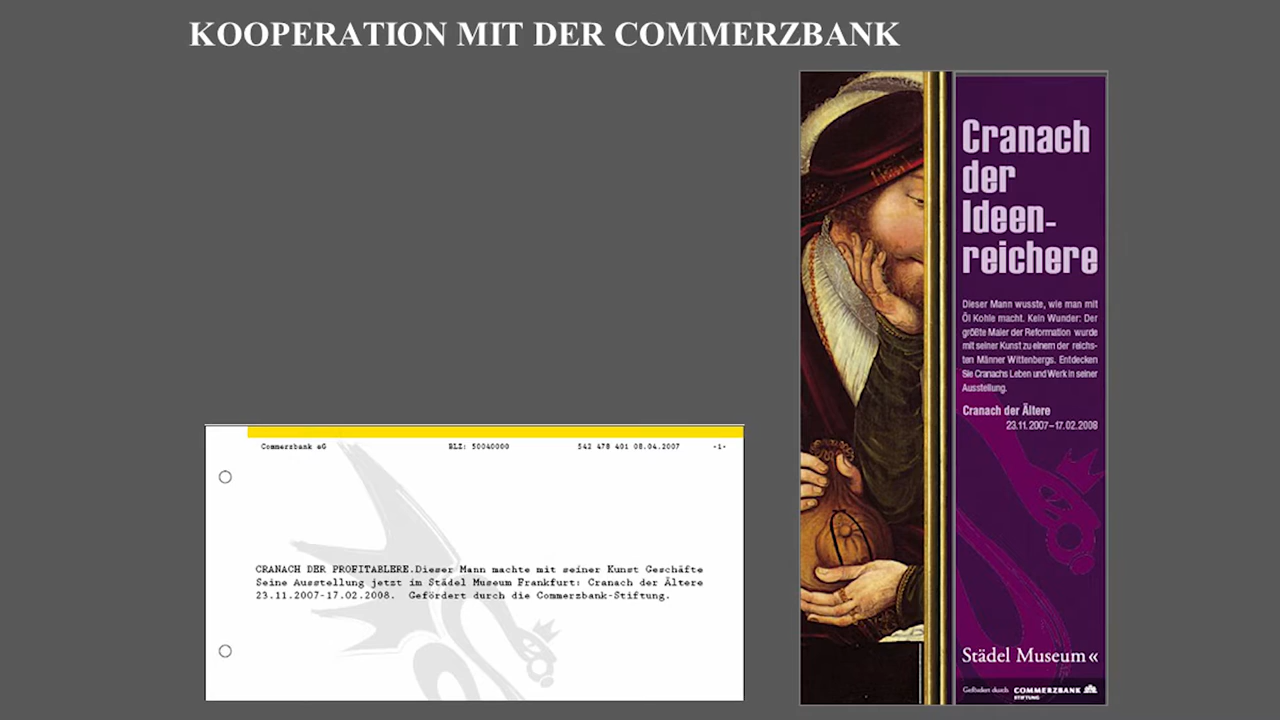 KOOPERATION MIT DER COMMERZBANK
Cranach
der
Ideen-
reichere
Dieser Mann wusste, wie man mit
Öl Kohle macht. Kein Wunder: Der
größte Maler der Reformation wurde
mit seiner Kunst zu einem der reichs-
ten Männer Wittenbergs. Entdecken
Sie Cranachs Leben und Werk in seiner
Ausstellung.
Cranach der Ältere
23.11.2007–17.02.2008
Städel Museum«
Gefördert durch COMMERZBANK
STIFTUNG
Commerzbank aG BLZ: 50040000 542 478 401 08.04.2007 -1-
CRANACH DER PROFITABLERE.Dieser Mann machte mit seiner Kunst Geschäfte
Seine Ausstellung jetzt im Städel Museum Frankfurt: Cranach der Ältere
23.11.2007-17.02.2008. Gefördert durch die Commerzbank-Stiftung.